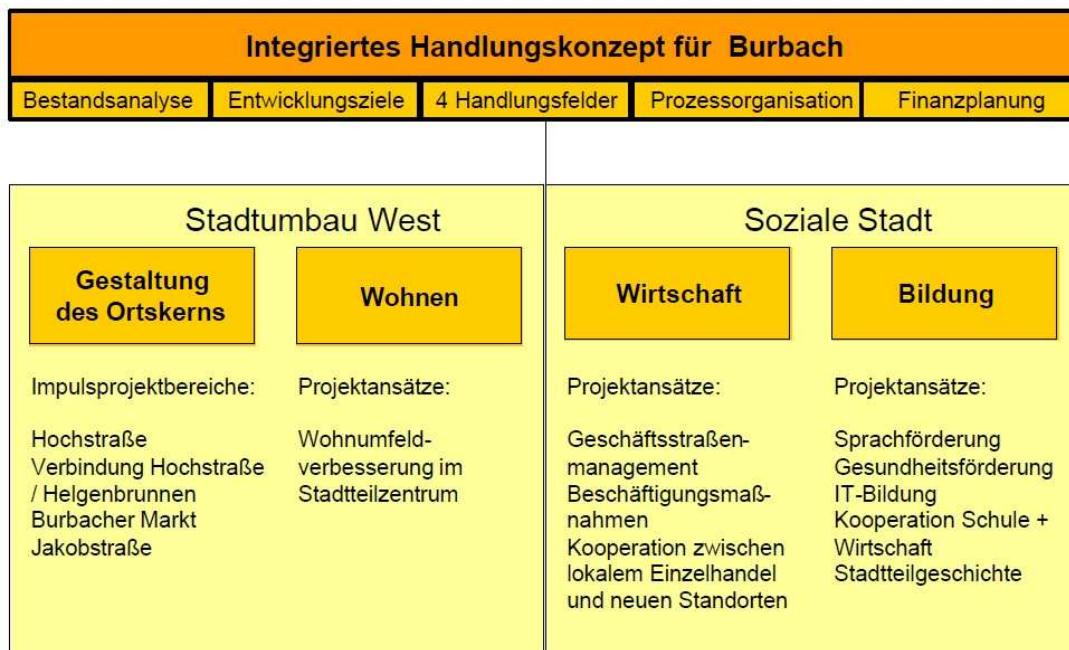 Integriertes Handlungskonzept für Burbach
Bestandsanalyse
Entwicklungsziele
4 Handlungsfelder
Prozessorganisation
Finanzplanung
Stadtumbau West
Gestaltung
des Ortskerns
Impulsprojektbereiche:
Hochstraße
Verbindung Hochstraße
/ Helgenbrunnen
Burbacher Markt
Jakobstraße
Wohnen
Projektansätze:
Wohnumfeld-
verbesserung im
Stadtteilzentrum
Soziale Stadt
Wirtschaft
Projektansätze:
Geschäftsstraßen-
management
Beschäftigungsmaß-
nahmen
Kooperation zwischen
lokalem Einzelhandel
und neuen Standorten
Bildung
Projektansätze:
Sprachförderung
Gesundheitsförderung
IT-Bildung
Kooperation Schule +
Wirtschaft
Stadtteilgeschichte